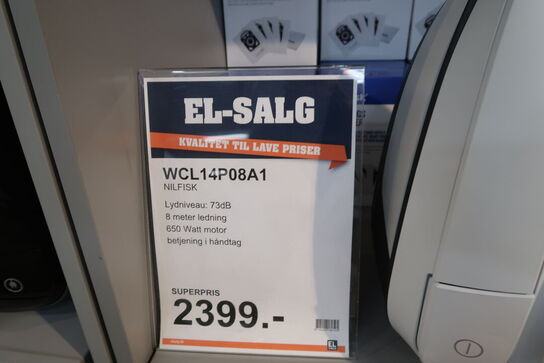 EL-SALG
KVALITET TIL LAVE PRISER
WCL14P08A1
NILFISK
Lydniveau: 73dB
8 meter ledning
650 Watt motor
betjening i håndtag
SUPERPRIS
2399.-
EL